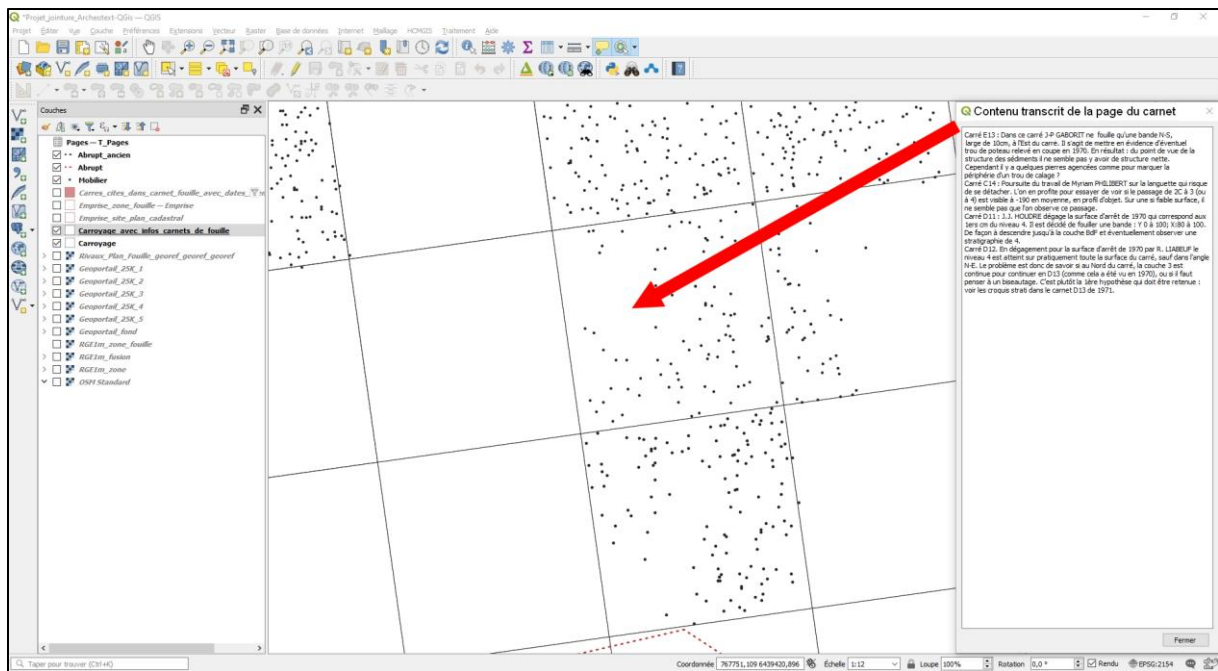 *Projet_jointure_Archeotext-QGis — QGIS
Projet Éditer Vue Couche Préférences Extensions Vecteur Raster Base de données Internet Maillage HCMGIS Traitement Aide
Couches
Pages — T_Pages
Abrupt_ancien
Abrupt
Mobilier
Carres_cites_dans_carnet_fouille_avec_dates_
Emprise_zone_fouille — Emprise
Emprise_site_plan_cadastral
Carroyage_avec_infos_carnets_de_fouille
Carroyage
Rivaux_Plan_Fouille_georef_georef_georef
Geoportail_25K_1
Geoportail_25K_2
Geoportail_25K_3
Geoportail_25K_4
Geoportail_25K_5
Geoportail_fond
RGE1m_zone_fouille
RGE1m_fusion
RGE1m_zone
OSM Standard
Contenu transcrit de la page du carnet
Carré E13 : Dans ce carré J-P GABORIT ne fouille qu'une bande N-S,
large de 10cm, à l'Est du carré. Il s'agit de mettre en évidence d'éventuel
trou de poteau relevé en coupe en 1970. En résultat : du point de vue de la
structure des sédiments il ne semble pas y avoir de structure nette.
Cependant il y a quelques pierres agencées comme pour marquer la
périphérie d'un trou de calage ?
Carré C14 : Poursuite du travail de Myriam PHILIBERT sur la languette qui risque
de se détacher. L'on en profite pour essayer de voir si le passage de 2C à 3 (ou
à 4) est visible à -190 en moyenne, en profil d'objet. Sur une si faible surface, il
ne semble pas que l'on observe ce passage.
Carré D11 : J.J. HOUDRE dégage la surface d'arrêt de 1970 qui correspond aux
1ers cm du niveau 4. Il est décidé de fouiller une bande : Y 0 à 100) ; X:80 à 100.
De façon à descendre jusqu'à la couche BdF et éventuellement observer une
stratigraphie de 4.
Carré D12. En dégagement pour la surface d'arrêt de 1970 par R. LIABEUF le
niveau 4 est atteint sur pratiquement toute la surface du carré, sauf dans l'angle
N-E. Le problème est donc de savoir si au Nord du carré, la couche 3 est
continue pour continuer en D13 (comme cela a été vu en 1970), ou si il faut
penser à un biseautage. C'est plutôt la 1ère hypothèse qui doit être retenue :
voir les croquis strati dans le carnet D13 de 1971.
Fermer
Taper pour trouver (Ctrl+K)
Coordonnée 767751,109 6439420,896 Échelle 1:12 Loupe 100% Rotation 0,0 ° Rendu EPSG:2154